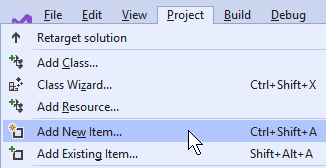 File Edit View Project Build Debug
Retarget solution
Add Class...
Class Wizard... Ctrl+Shift+X
Add Resource...
Add New Item... Ctrl+Shift+A
Add Existing Item... Shift+Alt+A